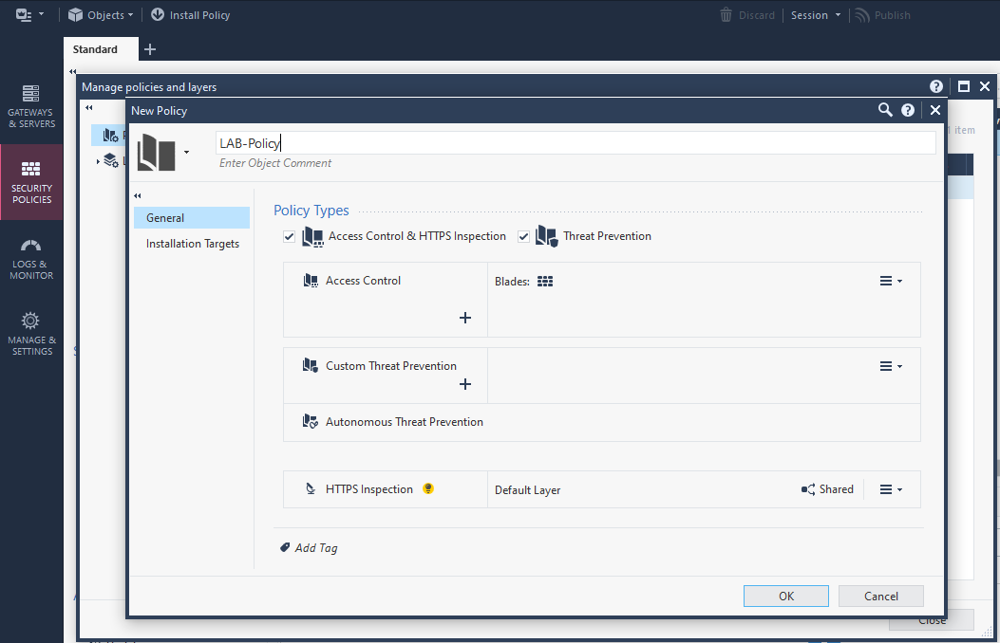 Objects
Install Policy
Discard
Session
Publish
Standard
GATEWAYS
& SERVERS
SECURITY
POLICIES
LOGS &
MONITOR
MANAGE &
SETTINGS
Manage policies and layers
1 item
New Policy
LAB-Policy
Enter Object Comment
General
Installation Targets
Policy Types
Access Control & HTTPS Inspection
Threat Prevention
Access Control
Blades:
Custom Threat Prevention
Autonomous Threat Prevention
HTTPS Inspection
Default Layer
Shared
Add Tag
OK
Cancel
Close